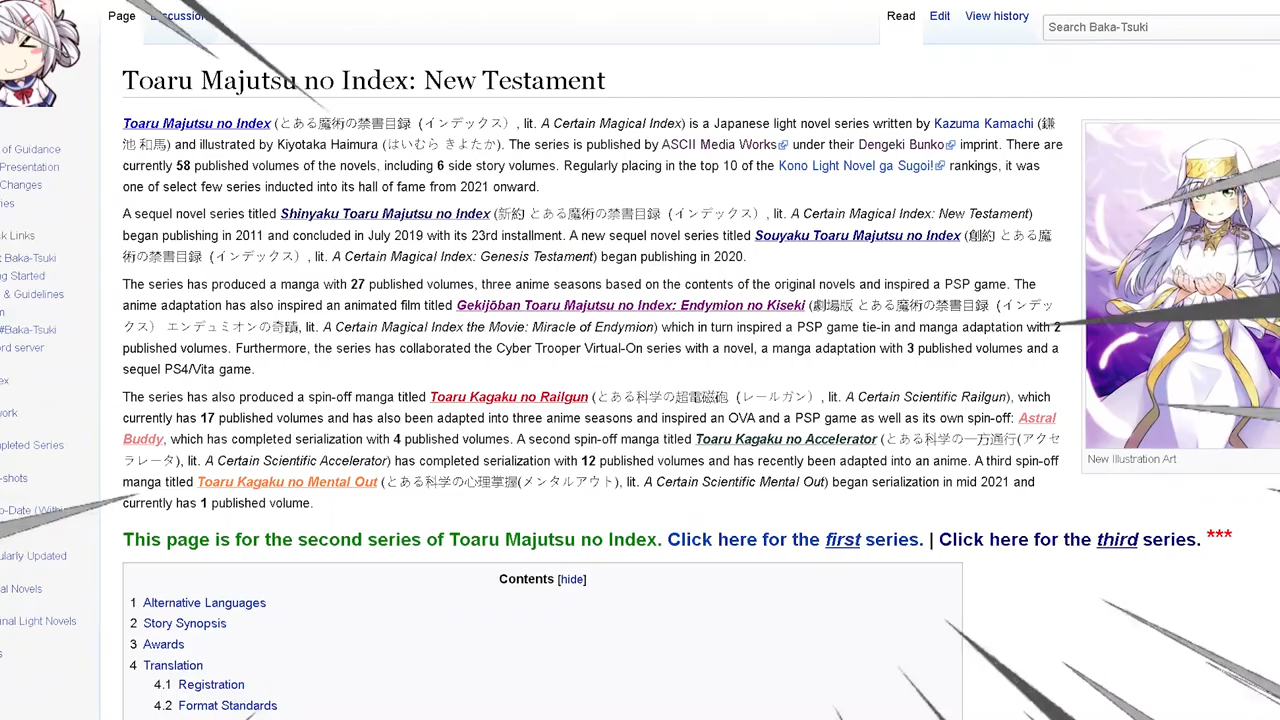 Page Discussion Read Edit View history Search Baka-Tsuki
Toaru Majutsu no Index: New Testament
Toaru Majutsu no Index (とある魔術の禁書目録（インデックス）, lit. A Certain Magical Index) is a Japanese light novel series written by Kazuma Kamachi (鎌
池 和馬) and illustrated by Kiyotaka Haimura (はいむら きよたか). The series is published by ASCII Media Works under their Dengeki Bunko imprint. There are
currently 58 published volumes of the novels, including 6 side story volumes. Regularly placing in the top 10 of the Kono Light Novel ga Sugoi! rankings, it was
one of select few series inducted into its hall of fame from 2021 onward.
A sequel novel series titled Shinyaku Toaru Majutsu no Index (新約 とある魔術の禁書目録（インデックス）, lit. A Certain Magical Index: New Testament)
began publishing in 2011 and concluded in July 2019 with its 23rd installment. A new sequel novel series titled Souyaku Toaru Majutsu no Index (創約 とある魔
術の禁書目録（インデックス）, lit. A Certain Magical Index: Genesis Testament) began publishing in 2020.
The series has produced a manga with 27 published volumes, three anime seasons based on the contents of the original novels and inspired a PSP game. The
anime adaptation has also inspired an animated film titled Gekijōban Toaru Majutsu no Index: Endymion no Kiseki (劇場版 とある魔術の禁書目録（インデッ
クス） エンデュミオンの奇蹟, lit. A Certain Magical Index the Movie: Miracle of Endymion) which in turn inspired a PSP game tie-in and manga adaptation with 2
published volumes. Furthermore, the series has collaborated the Cyber Trooper Virtual-On series with a novel, a manga adaptation with 3 published volumes and a
sequel PS4/Vita game.
The series has also produced a spin-off manga titled Toaru Kagaku no Railgun (とある科学の超電磁砲（レールガン）, lit. A Certain Scientific Railgun), which
currently has 17 published volumes and has also been adapted into three anime seasons and inspired an OVA and a PSP game as well as its own spin-off: Astral
Buddy, which has completed serialization with 4 published volumes. A second spin-off manga titled Toaru Kagaku no Accelerator (とある科学の一方通行(アクセ
ラレータ), lit. A Certain Scientific Accelerator) has completed serialization with 12 published volumes and has recently been adapted into an anime. A third spin-off
manga titled Toaru Kagaku no Mental Out (とある科学の心理掌握(メンタルアウト), lit. A Certain Scientific Mental Out) began serialization in mid 2021 and
currently has 1 published volume.
New Illustration Art
This page is for the second series of Toaru Majutsu no Index. Click here for the first series. | Click here for the third series. ***
Contents [hide]
1 Alternative Languages
2 Story Synopsis
3 Awards
4 Translation
4.1 Registration
4.2 Format Standards
of Guidance
Presentation
Changes
Links
Baka-Tsuki
Started
& Guidelines
#Baka-Tsuki
server
Series
Updated
Novels
Light Novels